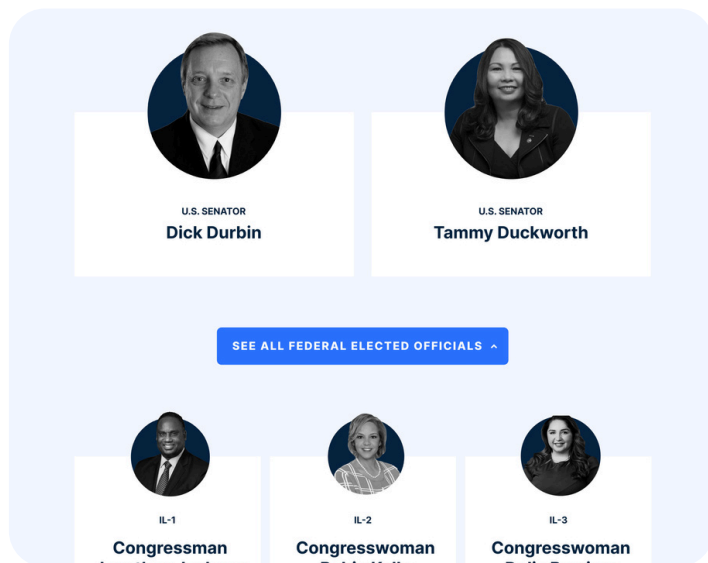 U.S. SENATOR
Dick Durbin
U.S. SENATOR
Tammy Duckworth
SEE ALL FEDERAL ELECTED OFFICIALS
IL-1
Congressman
IL-2
Congresswoman
IL-3
Congresswoman